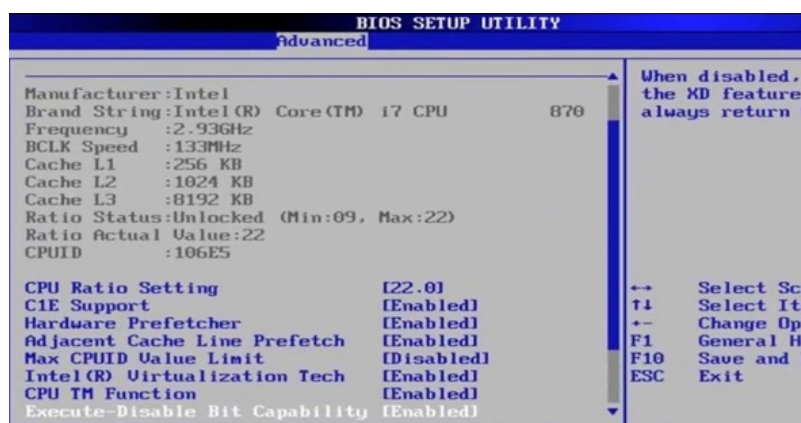 BIOS SETUP UTILITY
Advanced
Manufacturer:Intel
Brand String:Intel(R) Core(TM) i7 CPU 870
Frequency :2.93GHz
BCLK Speed :133MHz
Cache L1 :256 KB
Cache L2 :1024 KB
Cache L3 :8192 KB
Ratio Status:Unlocked (Min:09, Max:22)
Ratio Actual Value:22
CPUID :106E5
CPU Ratio Setting [22.0]
C1E Support [Enabled]
Hardware Prefetcher [Enabled]
Adjacent Cache Line Prefetch [Enabled]
Max CPUID Value Limit [Disabled]
Intel(R) Virtualization Tech [Enabled]
CPU TM Function [Enabled]
Execute-Disable Bit Capability [Enabled]
When disabled,
the XD feature
always return
↔ Select Sc
↑↓ Select It
+- Change Op
F1 General H
F10 Save and
ESC Exit